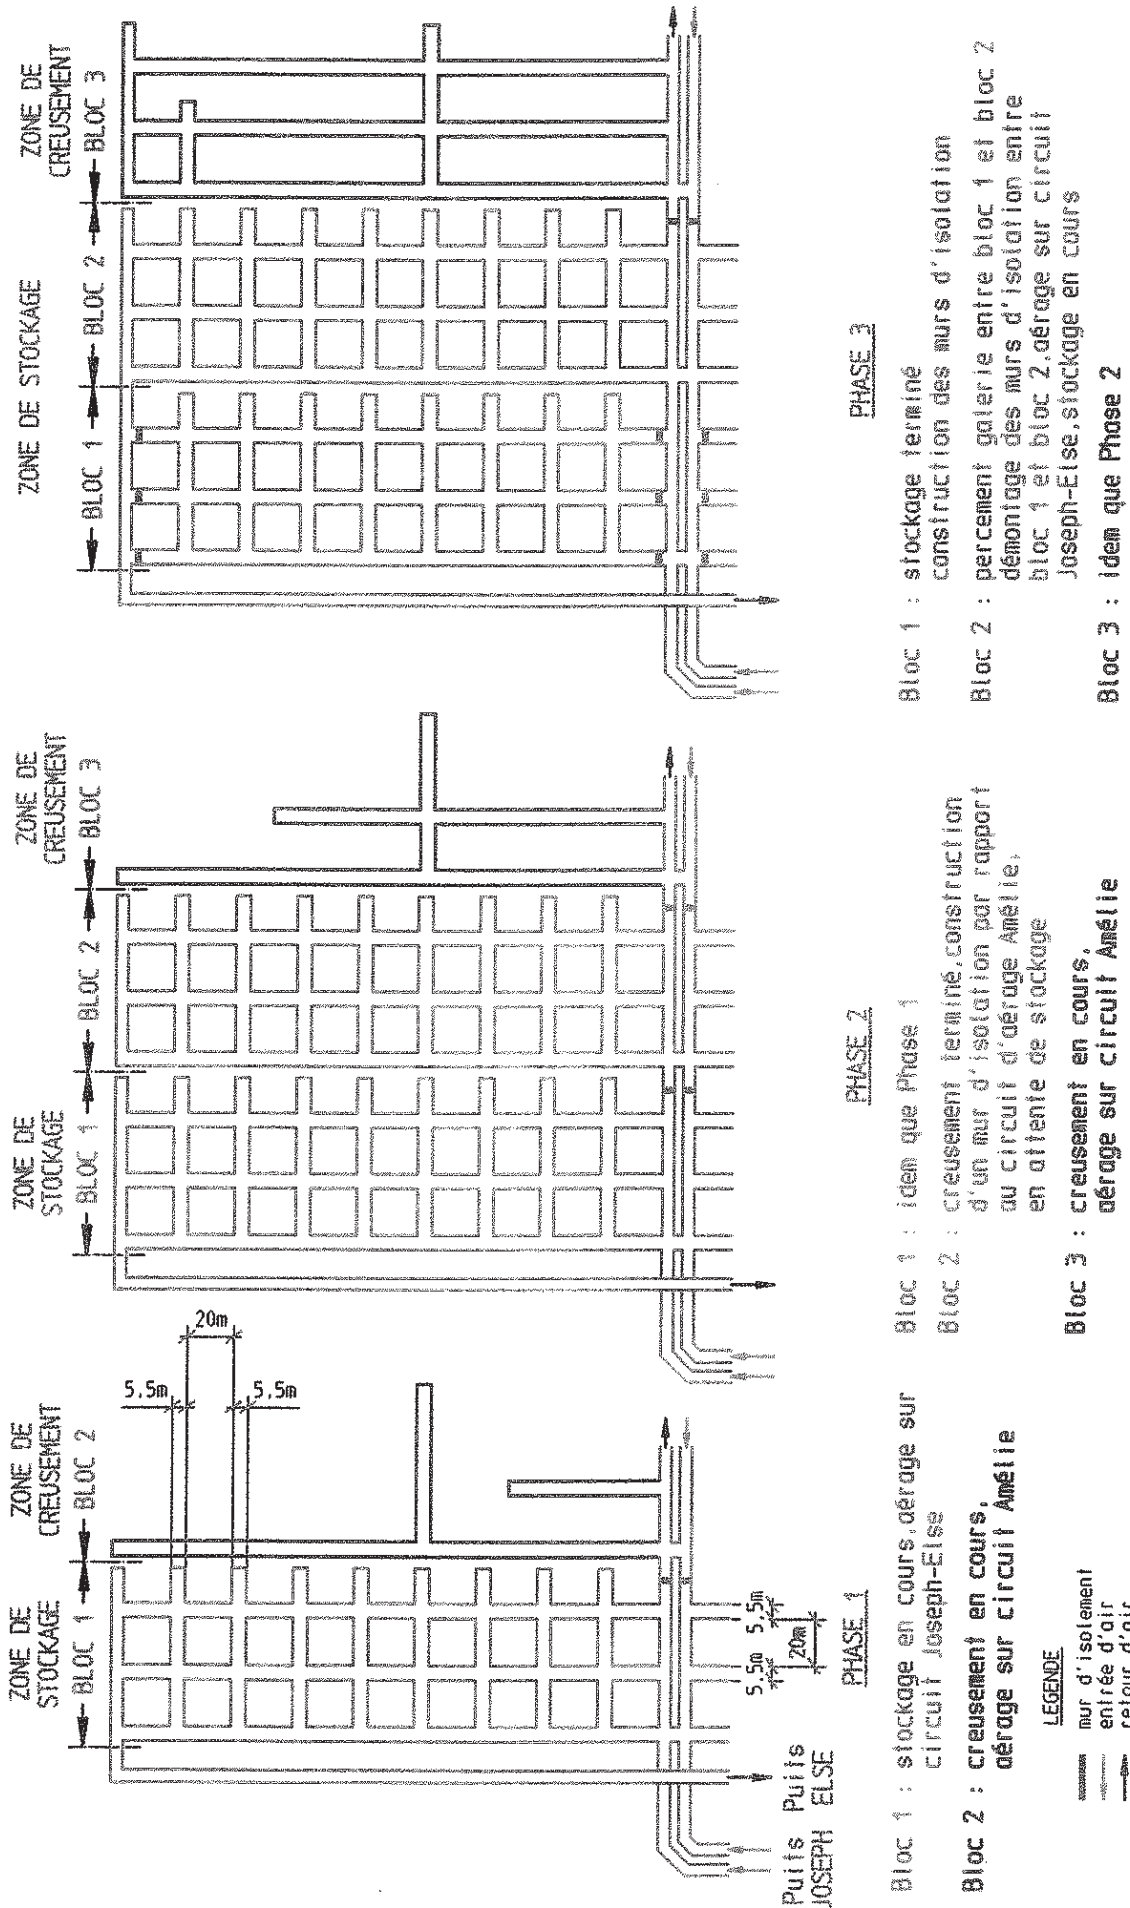 ZONE DE
STOCKAGE
BLOC 1
ZONE DE
CREUSEMENT
BLOC 2
5,5m
20m
5,5m
5.5m
20m
5.5m
Puits
JOSEPH
Puits
ELSE
PHASE 1
Bloc 1 : stockage en cours, aérage sur
circuit Joseph-Else
Bloc 2 : creusement en cours,
aérage sur circuit Amélie
LEGENDE
mur d'isolement
entrée d'air
retour d'air
ZONE DE
STOCKAGE
BLOC 1
BLOC 2
ZONE DE
CREUSEMENT
BLOC 3
PHASE 2
Bloc 1 : idem que Phase 1
Bloc 2 : creusement terminé, construction
d'un mur d'isolation par rapport
au circuit d'aérage Amélie,
en attente de stockage
Bloc 3 : creusement en cours,
aérage sur circuit Amélie
ZONE DE STOCKAGE
BLOC 1
BLOC 2
ZONE DE
CREUSEMENT
BLOC 3
PHASE 3
Bloc 1 : stockage terminé
construction des murs d'isolation
Bloc 2 : percement galerie entre bloc 1 et bloc 2
démontage des murs d'isolation entre
bloc 1 et bloc 2, aérage sur circuit
Joseph-Else, stockage en cours
Bloc 3 : idem que Phase 2